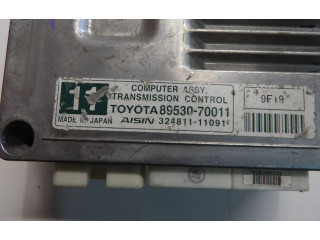 11
COMPUTER ASSY,
TRANSMISSION CONTROL
TOYOTA 89530-70011
MADE IN JAPAN AISIN 324811-11091
9F19